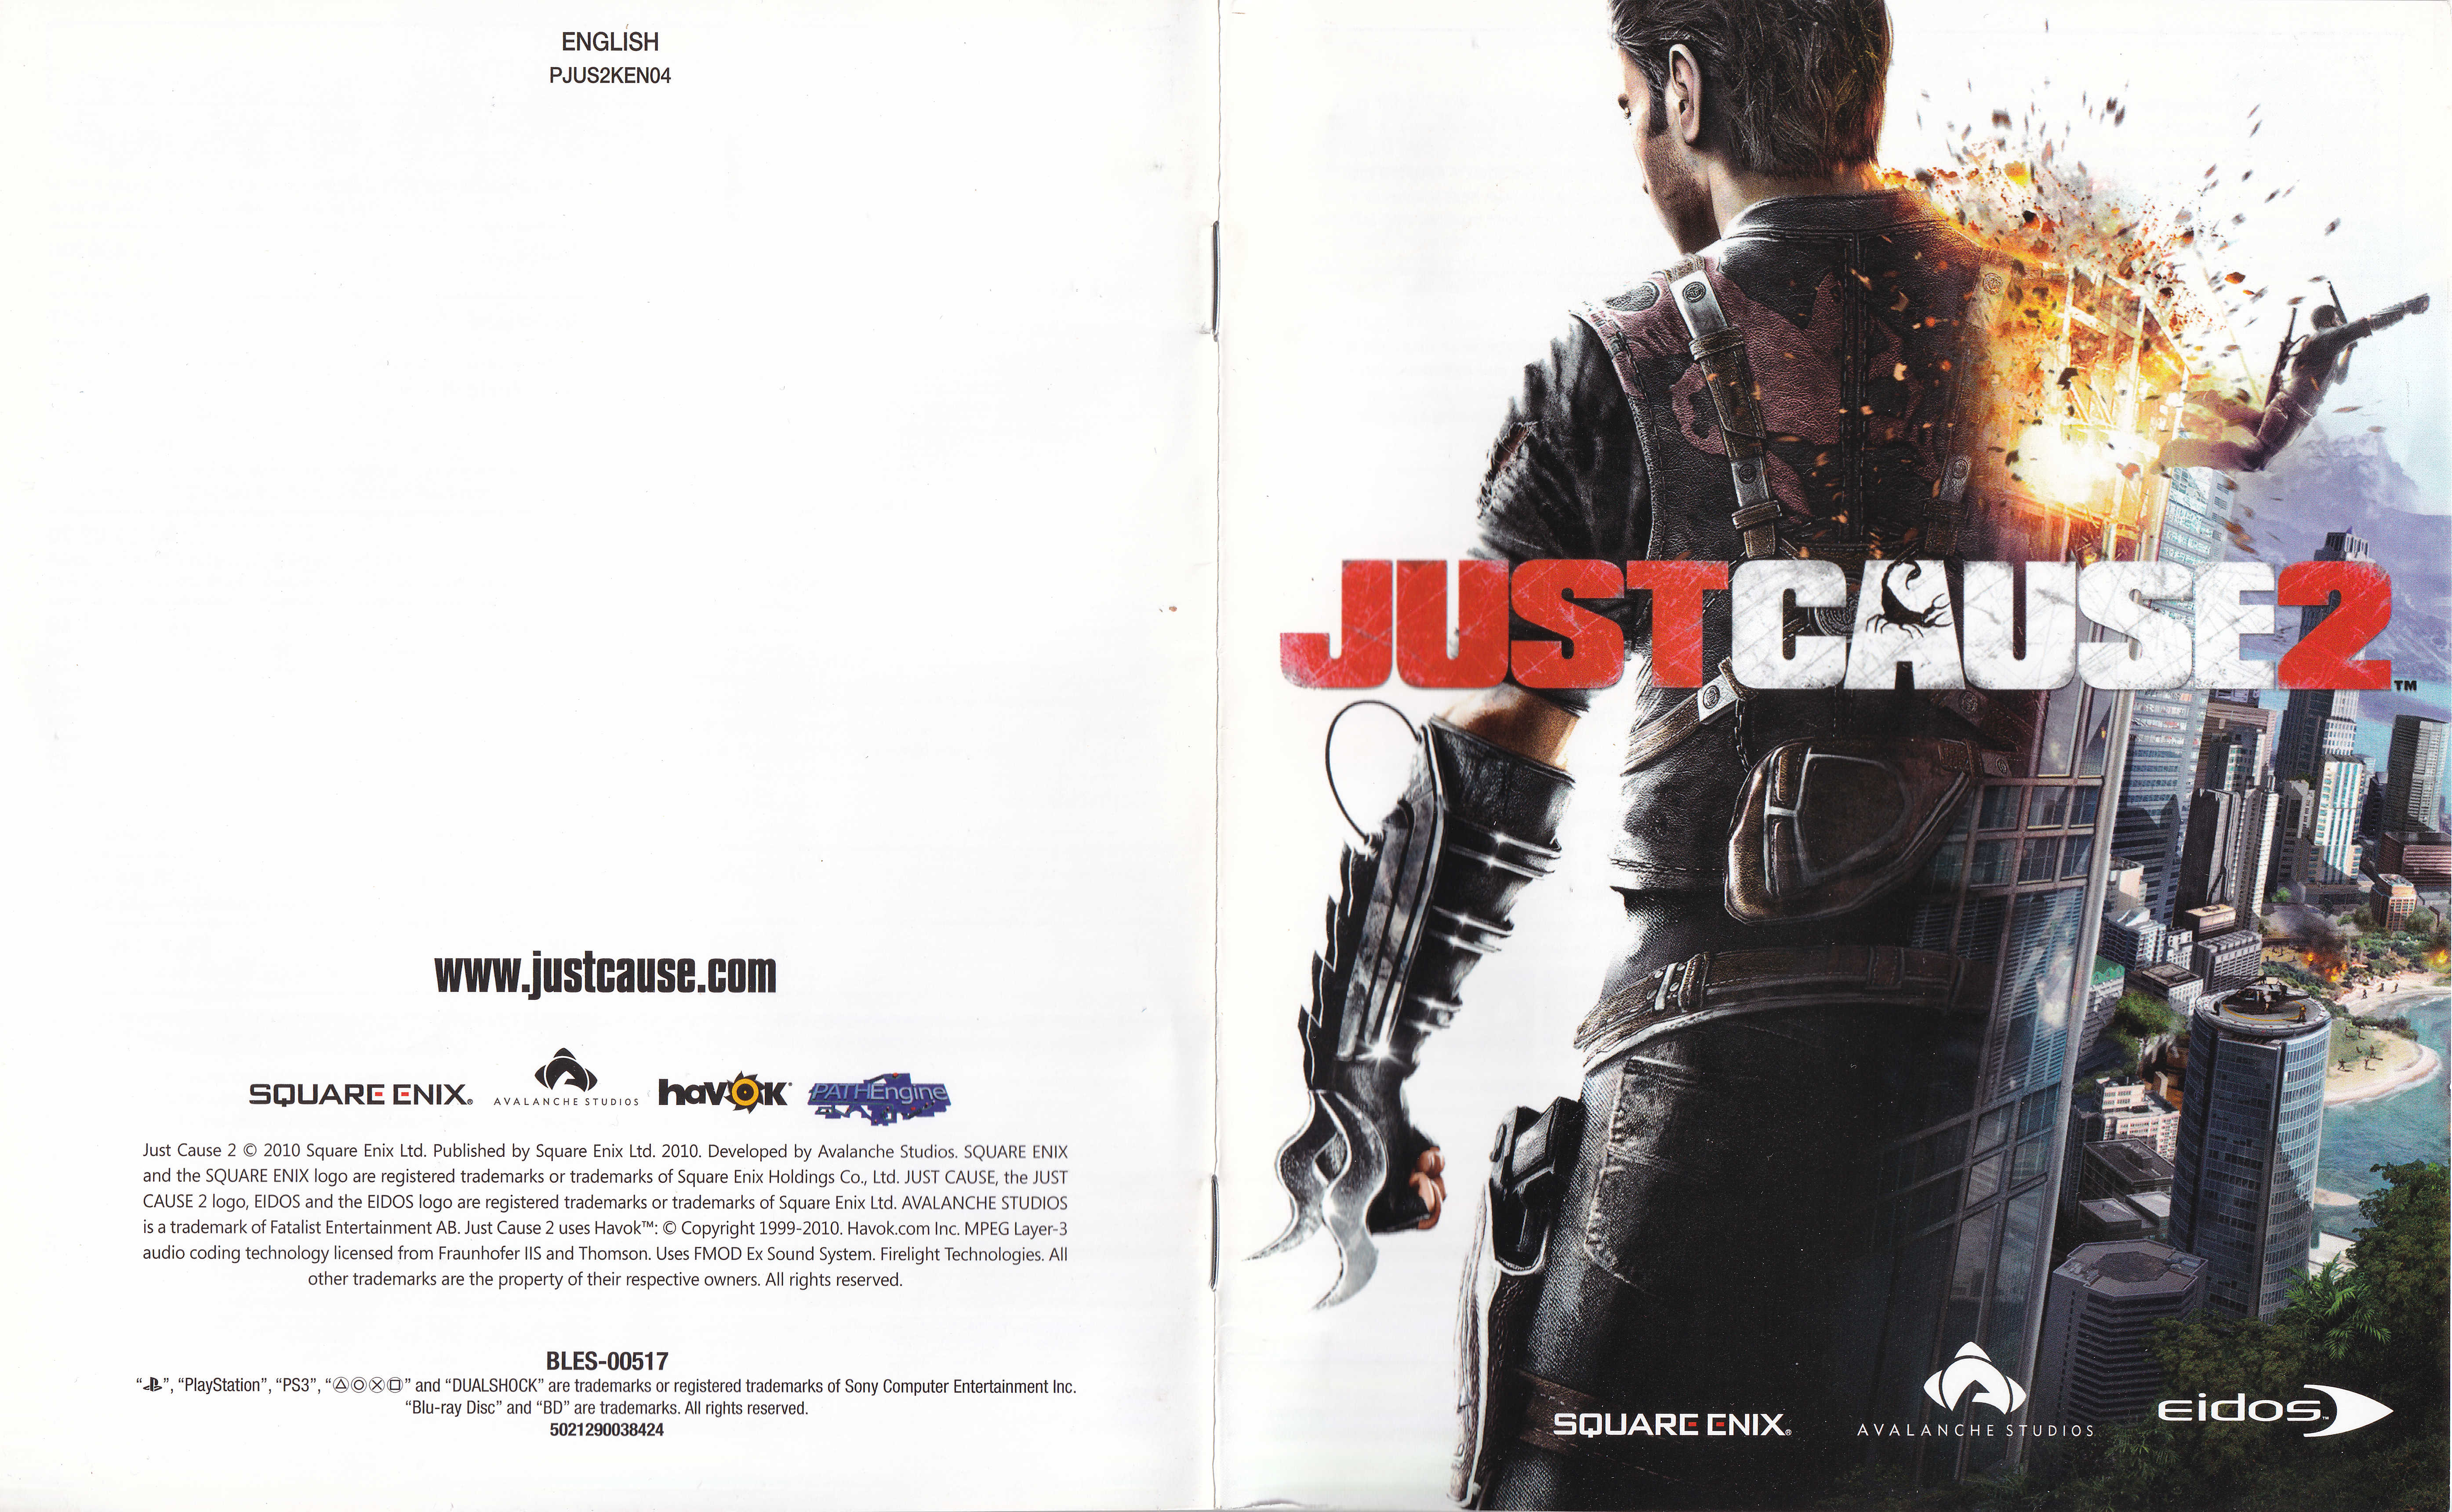 ENGLISH
PJUS2KEN04
www.justcause.com
SQUARE ENIX®
AVALANCHE STUDIOS
havok®
PATHEngine
Just Cause 2 © 2010 Square Enix Ltd. Published by Square Enix Ltd. 2010. Developed by Avalanche Studios. SQUARE ENIX
and the SQUARE ENIX logo are registered trademarks or trademarks of Square Enix Holdings Co., Ltd. JUST CAUSE, the JUST
CAUSE 2 logo, EIDOS and the EIDOS logo are registered trademarks or trademarks of Square Enix Ltd. AVALANCHE STUDIOS
is a trademark of Fatalist Entertainment AB. Just Cause 2 uses Havok™: © Copyright 1999-2010. Havok.com Inc. MPEG Layer-3
audio coding technology licensed from Fraunhofer IIS and Thomson. Uses FMOD Ex Sound System. Firelight Technologies. All
other trademarks are the property of their respective owners. All rights reserved.
BLES-00517
“”, “PlayStation”, “PS3”, “” and “DUALSHOCK” are trademarks or registered trademarks of Sony Computer Entertainment Inc.
“Blu-ray Disc” and “BD” are trademarks. All rights reserved.
5021290038424
JUST CAUSE 2™
SQUARE ENIX®
AVALANCHE STUDIOS
eidos™